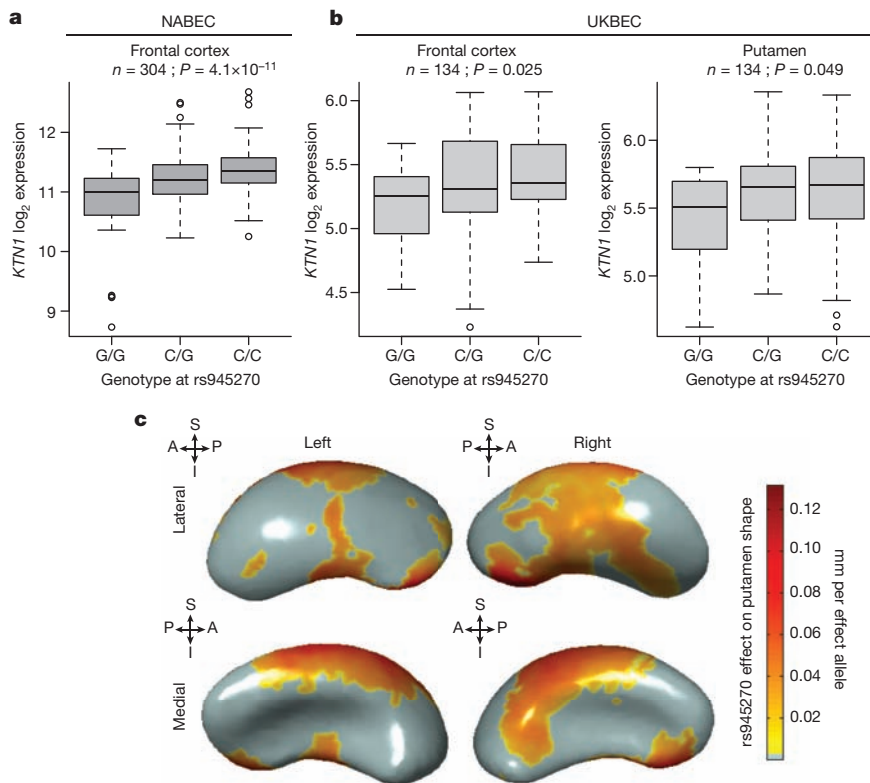 a
NABEC
Frontal cortex
n = 304 ; P = 4.1×10⁻¹¹
KTN1 log₂ expression
12
11
10
9
G/G C/G C/C
Genotype at rs945270
b
UKBEC
Frontal cortex
n = 134 ; P = 0.025
KTN1 log₂ expression
6.0
5.5
5.0
4.5
G/G C/G C/C
Genotype at rs945270
Putamen
n = 134 ; P = 0.049
KTN1 log₂ expression
6.0
5.5
5.0
G/G C/G C/C
Genotype at rs945270
c
Left
Right
Lateral
S
A P
I
S
P A
I
Medial
S
P A
I
S
A P
I
0.12
0.10
0.08
0.06
0.04
0.02
rs945270 effect on putamen shape
mm per effect allele